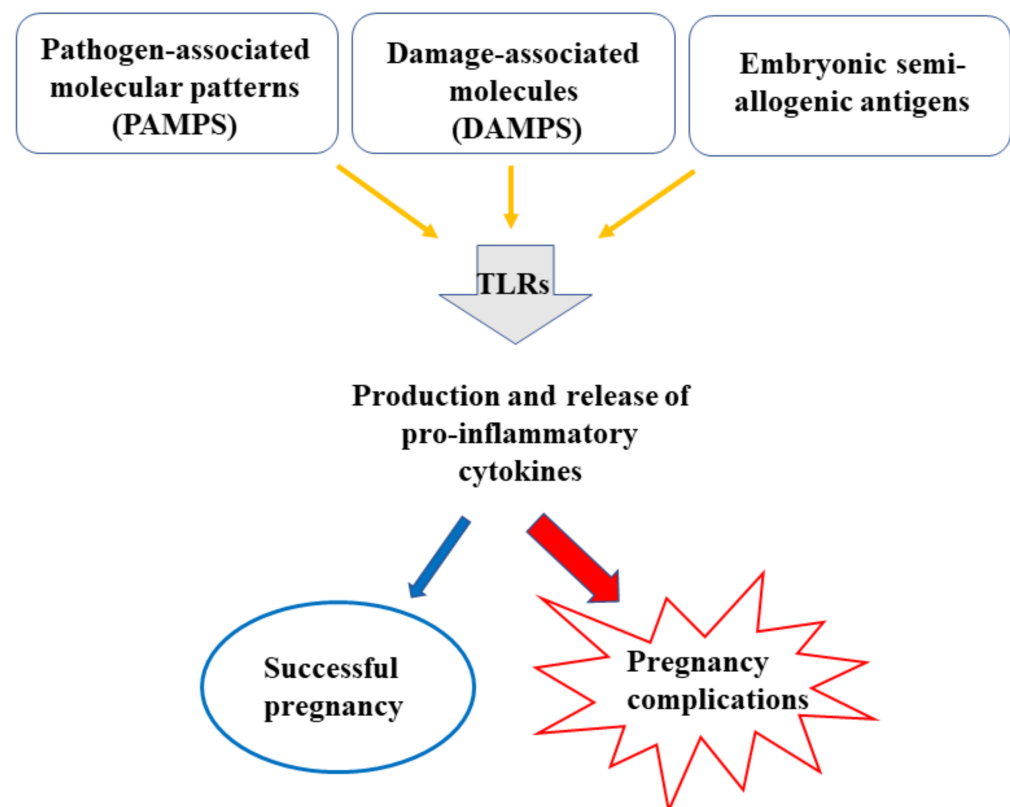 Pathogen-associated
molecular patterns
(PAMPS)
Damage-associated
molecules
(DAMPS)
Embryonic semi-
allogenic antigens
TLRs
Production and release of
pro-inflammatory
cytokines
Successful
pregnancy
Pregnancy
complications